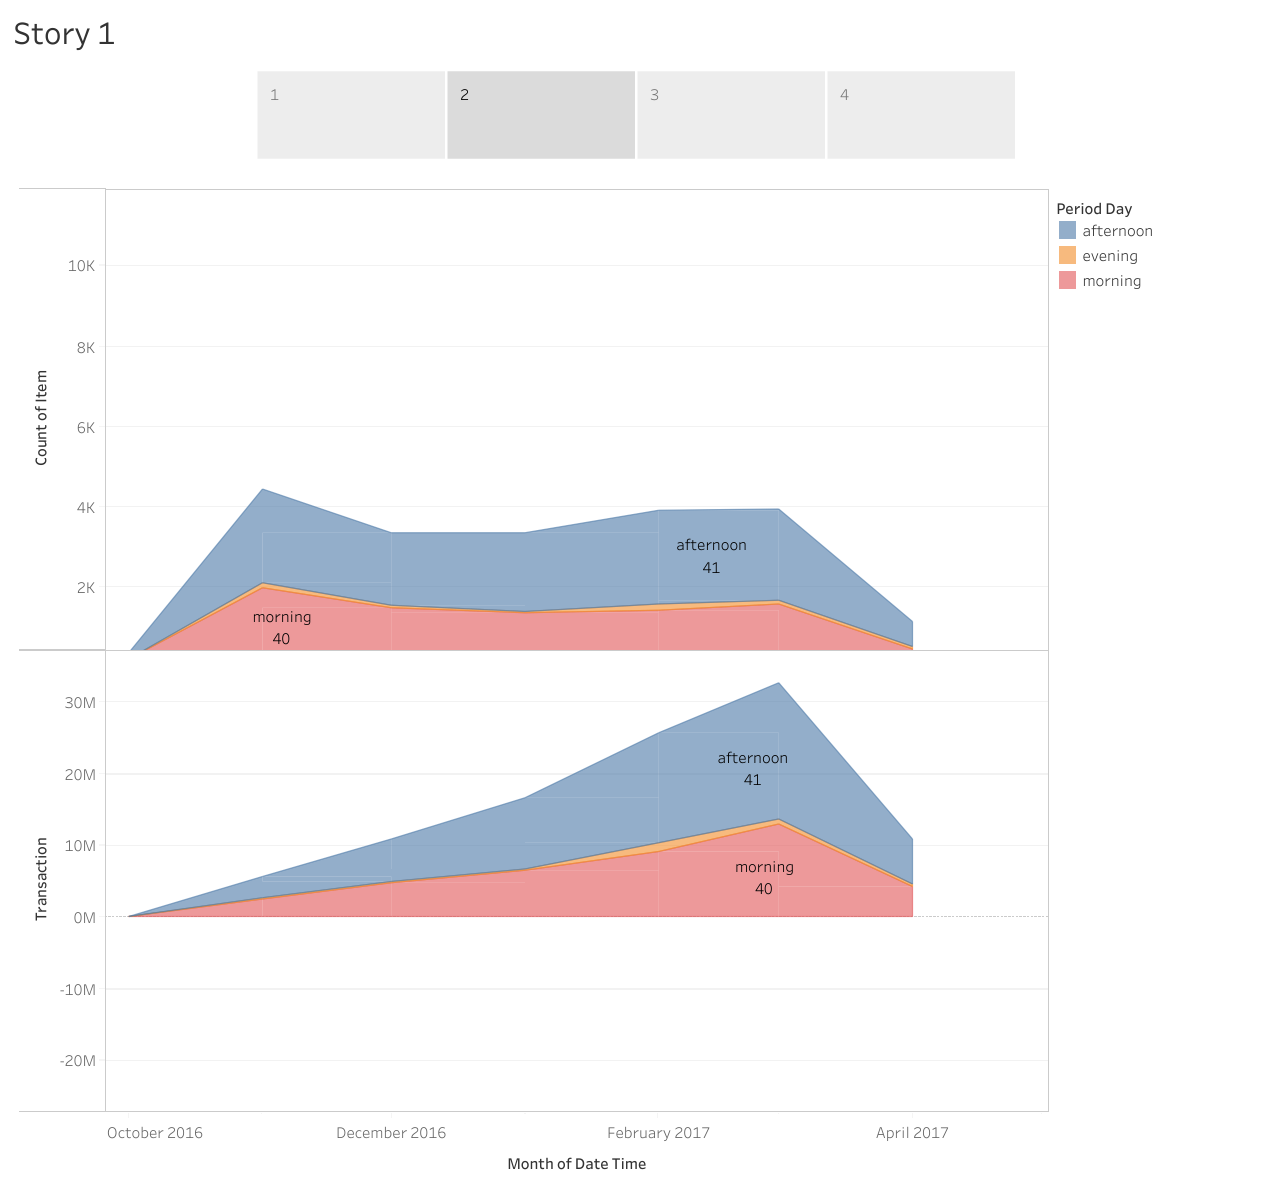 Story 1
1
2
3
4
Period Day
afternoon
evening
morning
Count of Item
10K
8K
6K
4K
2K
afternoon
41
morning
40
Transaction
30M
20M
10M
0M
-10M
-20M
afternoon
41
morning
40
October 2016
December 2016
February 2017
April 2017
Month of Date Time